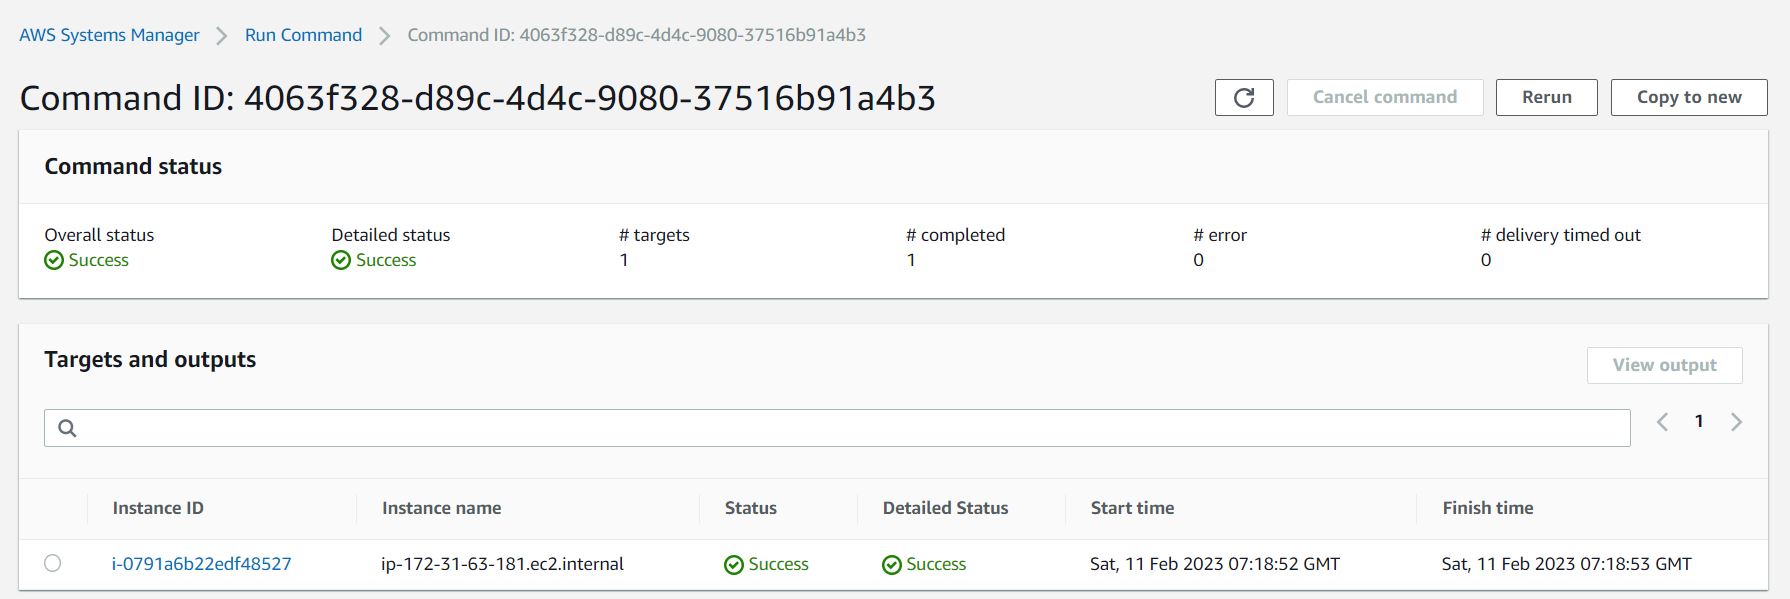 AWS Systems Manager Run Command Command ID: 4063f328-d89c-4d4c-9080-37516b91a4b3
Command ID: 4063f328-d89c-4d4c-9080-37516b91a4b3 Cancel command Rerun Copy to new
Command status
Overall status Detailed status # targets # completed # error # delivery timed out
Success Success 1 1 0 0
Targets and outputs View output
1
Instance ID Instance name Status Detailed Status Start time Finish time
i-0791a6b22edf48527 ip-172-31-63-181.ec2.internal Success Success Sat, 11 Feb 2023 07:18:52 GMT Sat, 11 Feb 2023 07:18:53 GMT